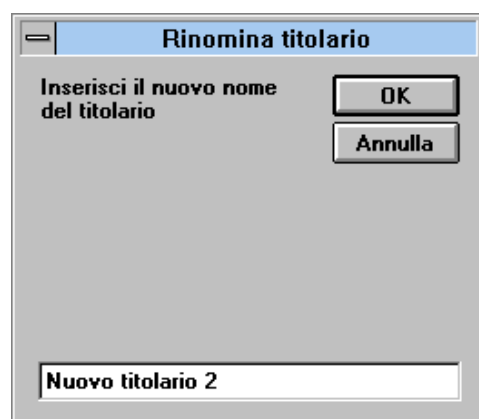 Rinomina titolario
Inserisci il nuovo nome
del titolario
OK
Annulla
Nuovo titolario 2